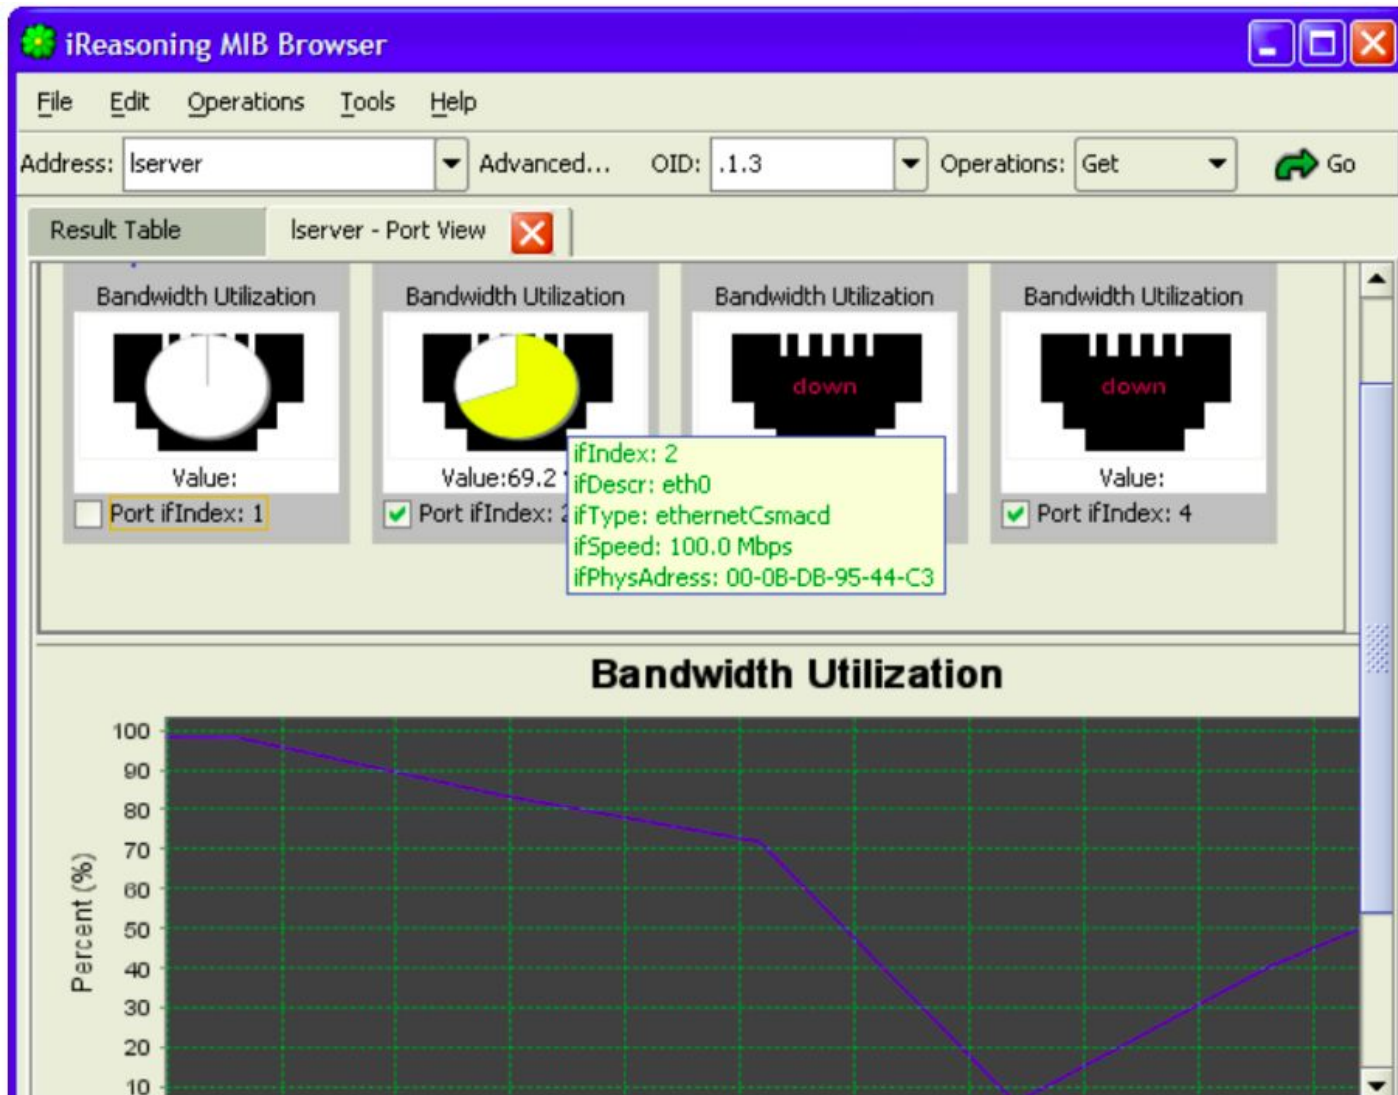 iReasoning MIB Browser
File Edit Operations Tools Help
Address: lserver Advanced... OID: .1.3 Operations: Get Go
Result Table lserver - Port View
Bandwidth Utilization Bandwidth Utilization Bandwidth Utilization Bandwidth Utilization
down down
Value: Value:69.2 Value:
Port ifIndex: 1 Port ifIndex: 2 Port ifIndex: 4
ifIndex: 2
ifDescr: eth0
ifType: ethernetCsmacd
ifSpeed: 100.0 Mbps
ifPhysAdress: 00-0B-DB-95-44-C3
Bandwidth Utilization
Percent (%)
100
90
80
70
60
50
40
30
20
10